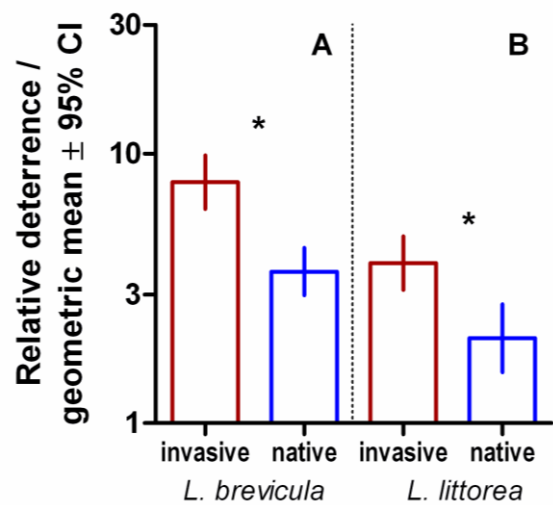 Relative deterrence /
geometric mean ± 95% CI
30
10
3
1
A
B
*
*
invasive native invasive native
L. brevicula L. littorea